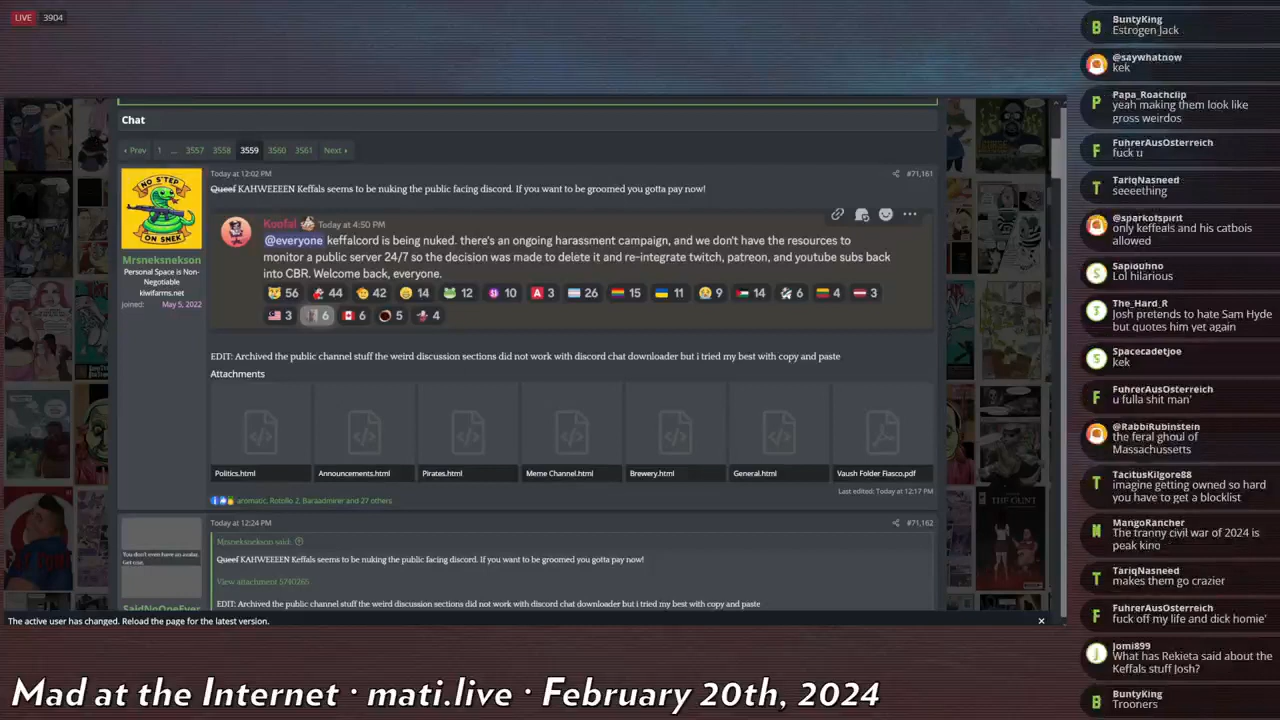 LIVE 3904
Chat
‹ Prev 1 ... 3557 3558 3559 3560 3561 Next ›
Today at 12:02 PM #71,161
NO STEP
ON SNEK
Mrsneksnekson
Personal Space is Non-
Negotiable
kiwifarms.net
joined: May 5, 2022
Queef KAHWEEEEN Keffals seems to be nuking the public facing discord. If you want to be groomed you gotta pay now!
Today at 4:50 PM
@everyone keffalcord is being nuked. there's an ongoing harassment campaign, and we don't have the resources to
monitor a public server 24/7 so the decision was made to delete it and re-integrate twitch, patreon, and youtube subs back
into CBR. Welcome back, everyone.
56 44 42 14 12 10 3 26 15 11 9 14 6 4 3
3 6 6 5 4
EDIT: Archived the public channel stuff the weird discussion sections did not work with discord chat downloader but i tried my best with copy and paste
Attachments
Politics.html Announcements.html Pirates.html Meme Channel.html Brewery.html General.html Vaush Folder Fiasco.pdf
Last edited: Today at 12:17 PM
aromatic, Rotollo 2, Baraadmirer and 27 others
Today at 12:24 PM #71,162
You don't even have an avatar.
Get one.
SaidNoOneEver
Mrsneksnekson said:
Queef KAHWEEEEN Keffals seems to be nuking the public facing discord. If you want to be groomed you gotta pay now!
View attachment 5740265
EDIT: Archived the public channel stuff the weird discussion sections did not work with discord chat downloader but i tried my best with copy and paste
THE GUNT
The active user has changed. Reload the page for the latest version.
Mad at the Internet · mati.live · February 20th, 2024
BuntyKing
Estrogen Jack
@saywhatnow
kek
Papa_Roachclip
yeah making them look like
gross weirdos
FuhrerAusOsterreich
fuck u
TariqNasneed
seeeething
@sparkofspirit
only keffeals and his catbois
allowed
Sapiouhno
Lol hilarious
The_Hard_R
Josh pretends to hate Sam Hyde
but quotes him yet again
Spacecadetjoe
kek
FuhrerAusOsterreich
u fulla shit man'
@RabbiRubinstein
the feral ghoul of
Massachussetts
TacitusKilgore88
imagine getting owned so hard
you have to get a blocklist
MangoRancher
The tranny civil war of 2024 is
peak kino
TariqNasneed
makes them go crazier
FuhrerAusOsterreich
fuck off my life and dick homie'
Jomi899
What has Rekieta said about the
Keffals stuff Josh?
BuntyKing
Trooners